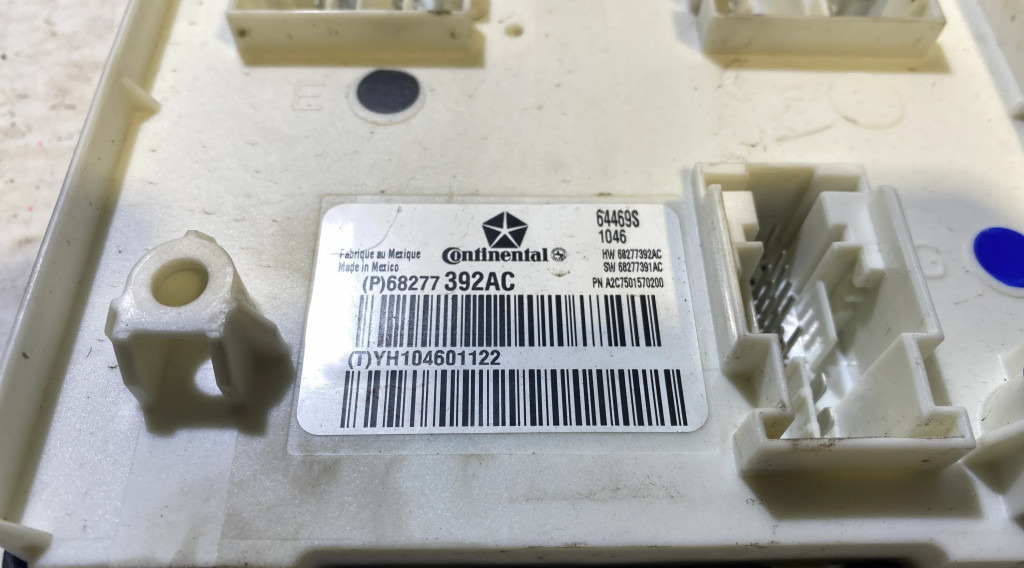 Fabrique au Mexique
Made in Mexico
Continental
64469S
1046
HW 68277392AC
SW 68277391AC
PN A2C7501570200
(P)68277 392AC
(T)YH104601122
E